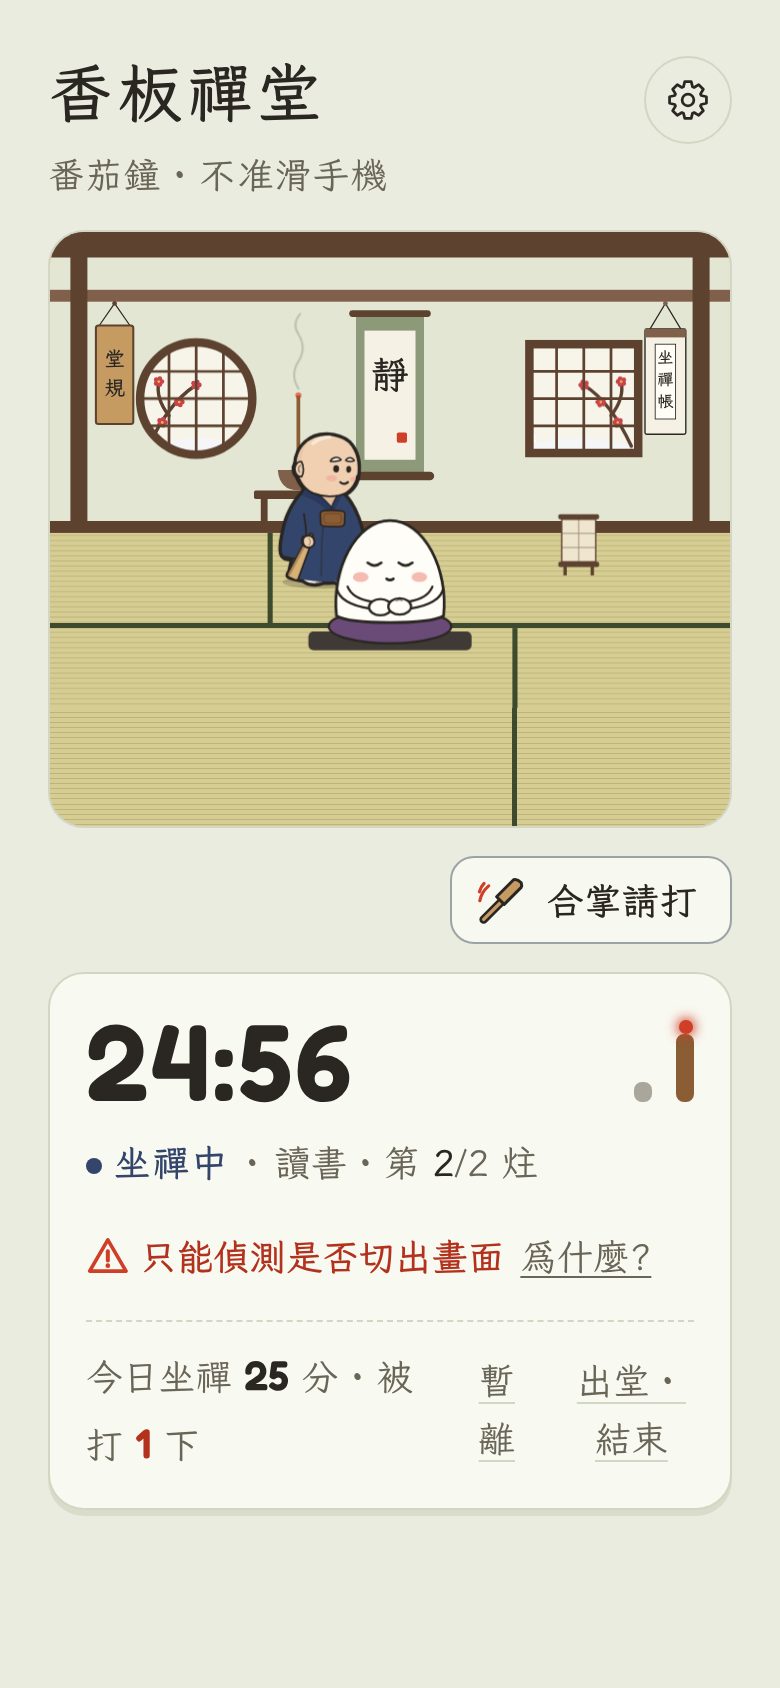 香板禪堂
番茄鐘・不准滑手機
堂規
靜
坐禪帳
合掌請打
24:56
坐禪中・讀書・第 2/2 炷
只能偵測是否切出畫面 為什麼?
今日坐禪 25 分・被
打 1 下
暫
離
出堂・
結束